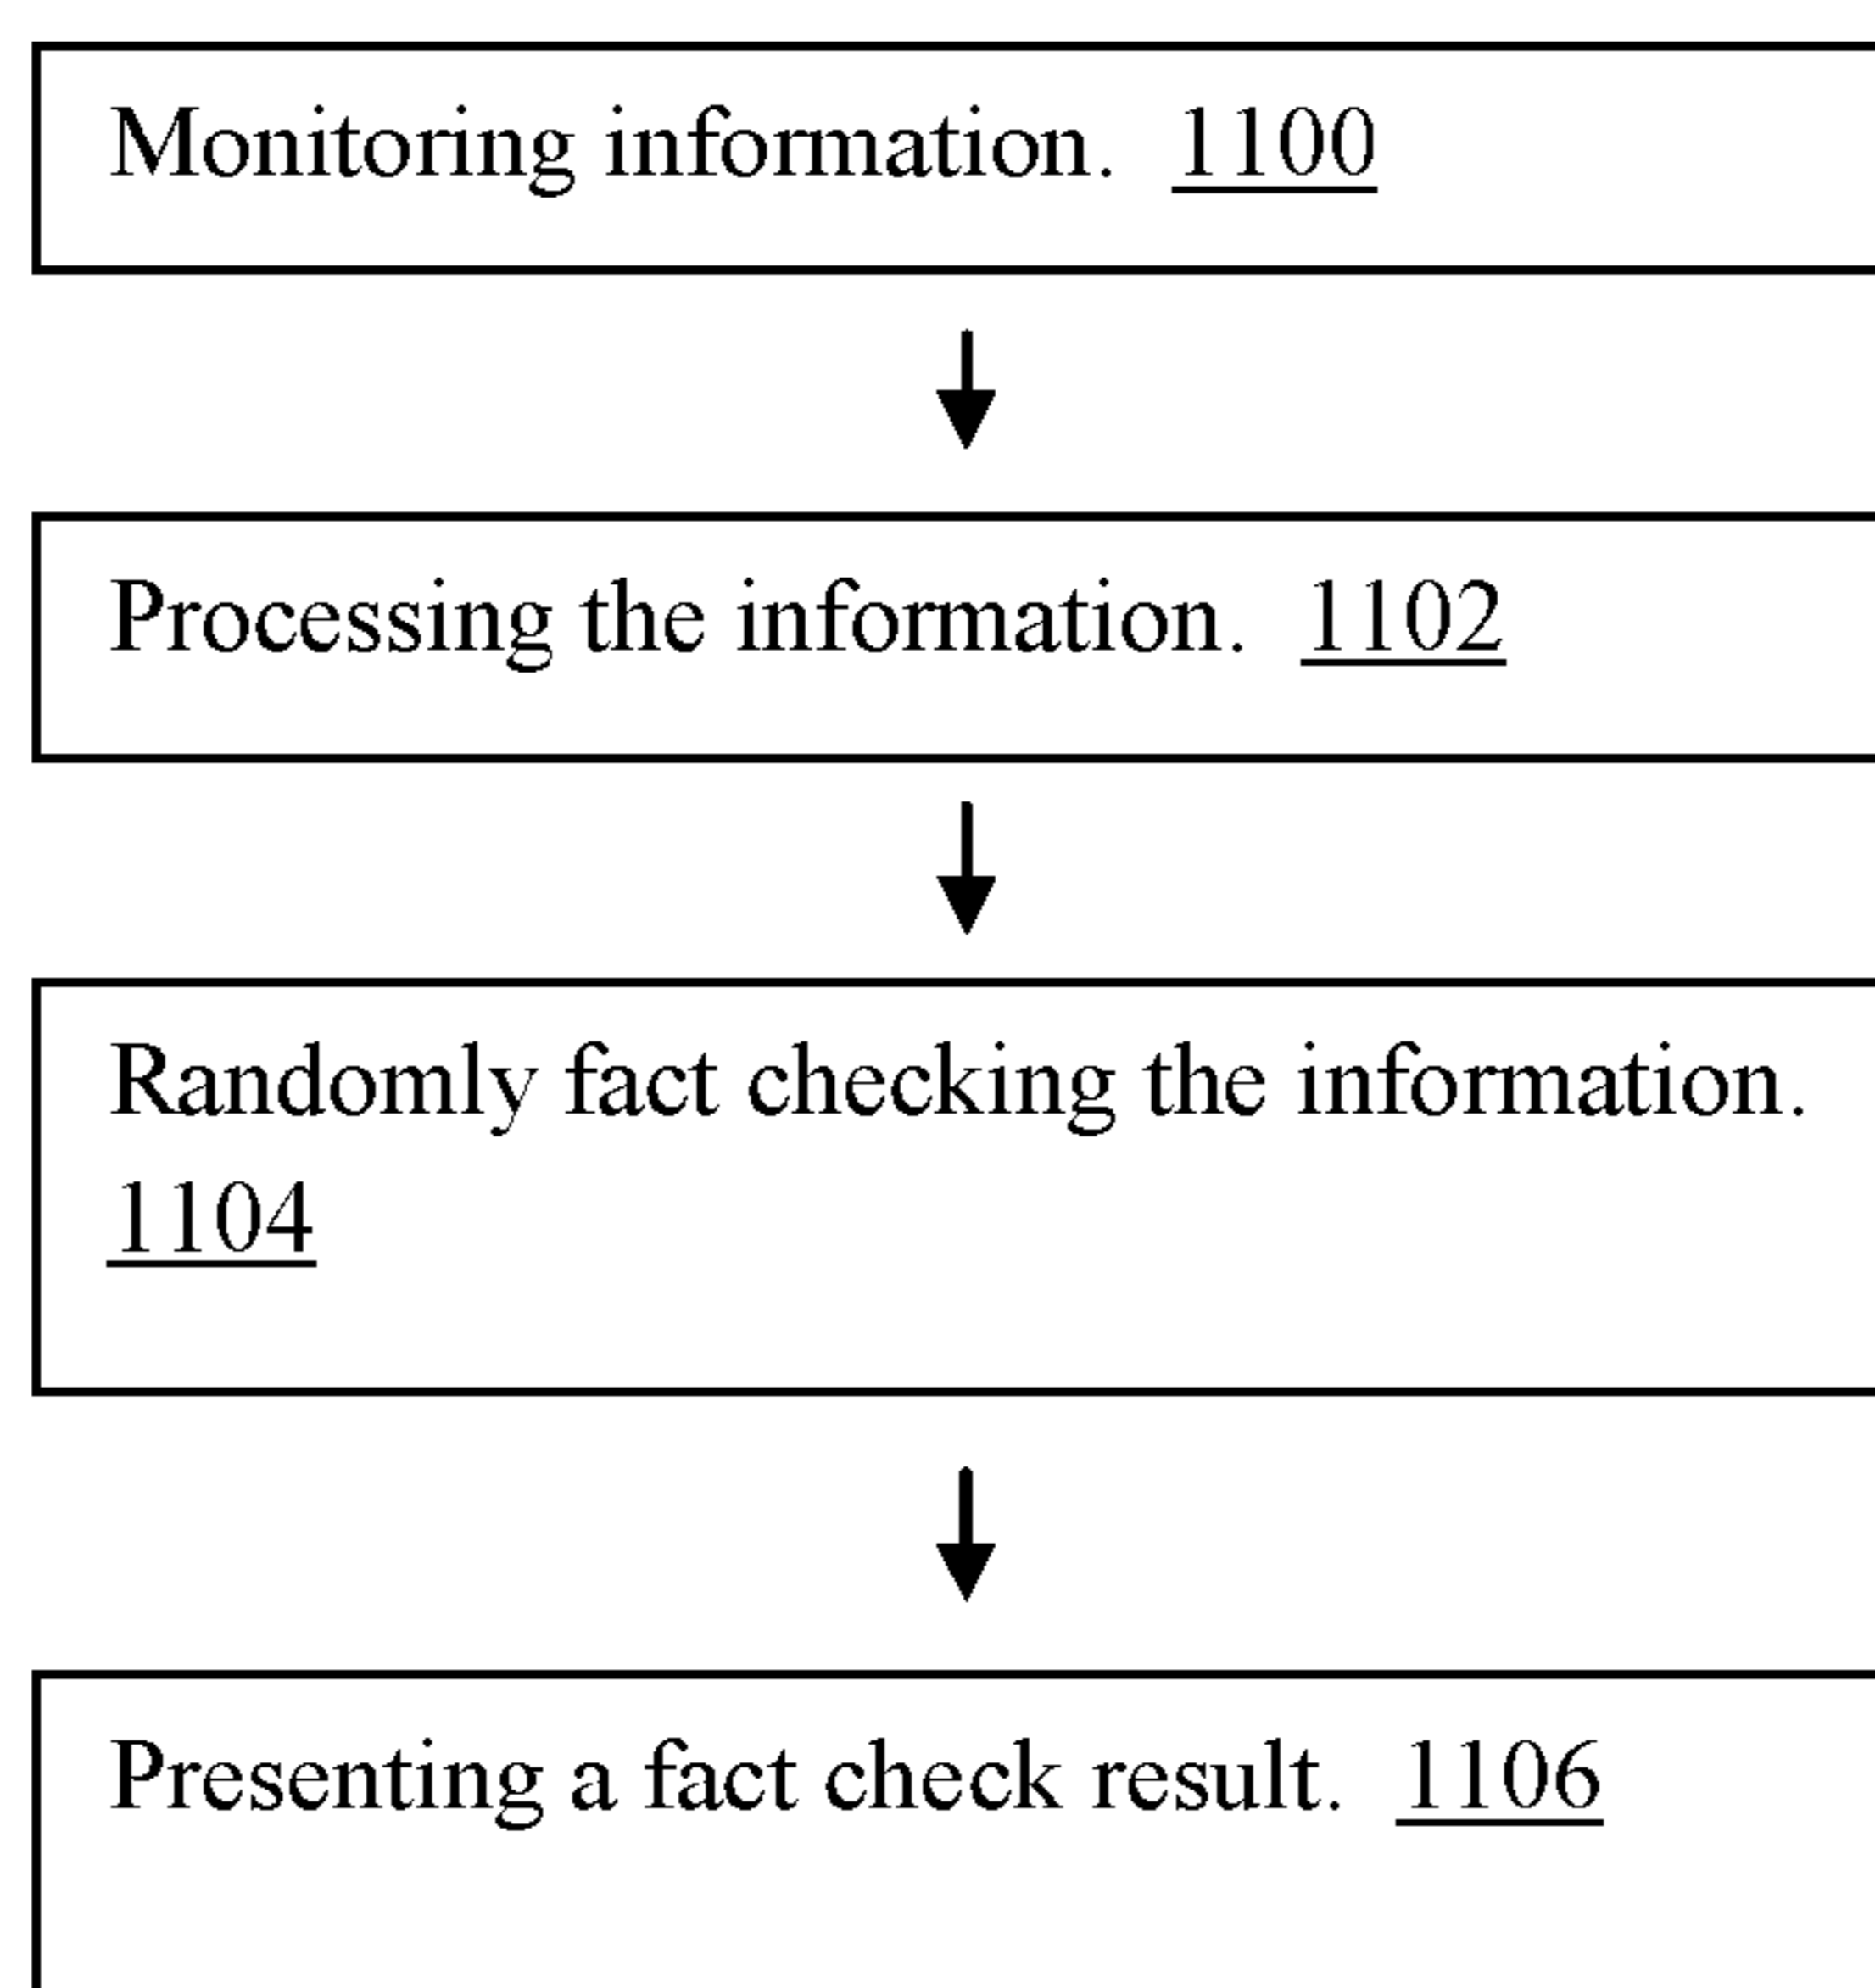 Monitoring information. 1100
Processing the information. 1102
Randomly fact checking the information.
1104
Presenting a fact check result. 1106